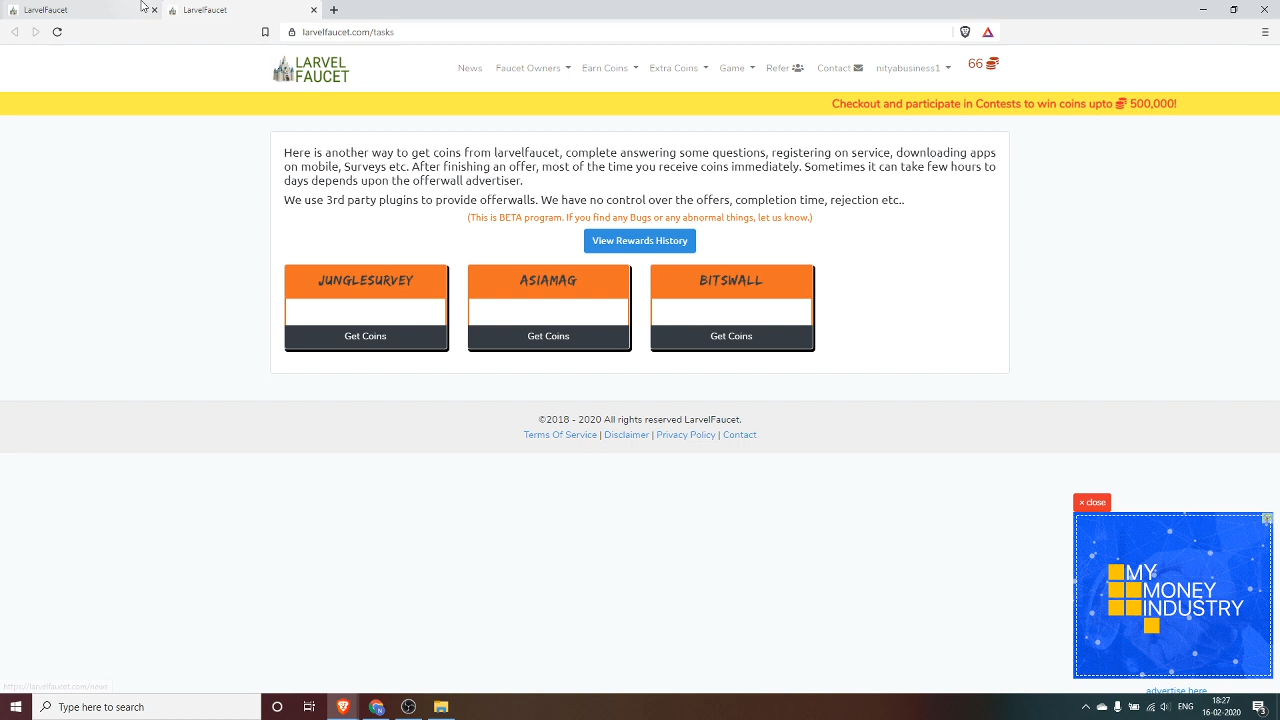 LarvelFaucet
LarvelFaucet
larvelfaucet.com/tasks
LARVEL
FAUCET
News Faucet Owners Earn Coins Extra Coins Game Refer Contact nityabusiness1 66
Checkout and participate in Contests to win coins upto 500,000!
Here is another way to get coins from larvelfaucet, complete answering some questions, registering on service, downloading apps
on mobile, Surveys etc. After finishing an offer, most of the time you receive coins immediately. Sometimes it can take few hours to
days depends upon the offerwall advertiser.
We use 3rd party plugins to provide offerwalls. We have no control over the offers, completion time, rejection etc..
(This is BETA program. If you find any Bugs or any abnormal things, let us know.)
View Rewards History
JUNGLESURVEY
ASIAMAG
BITSWALL
Get Coins
Get Coins
Get Coins
©2018 - 2020 All rights reserved LarvelFaucet.
Terms Of Service | Disclaimer | Privacy Policy | Contact
× close
MY
MONEY
INDUSTRY
advertise here
https://larvelfaucet.com/news
Type here to search
ENG
18:27
16-02-2020
3